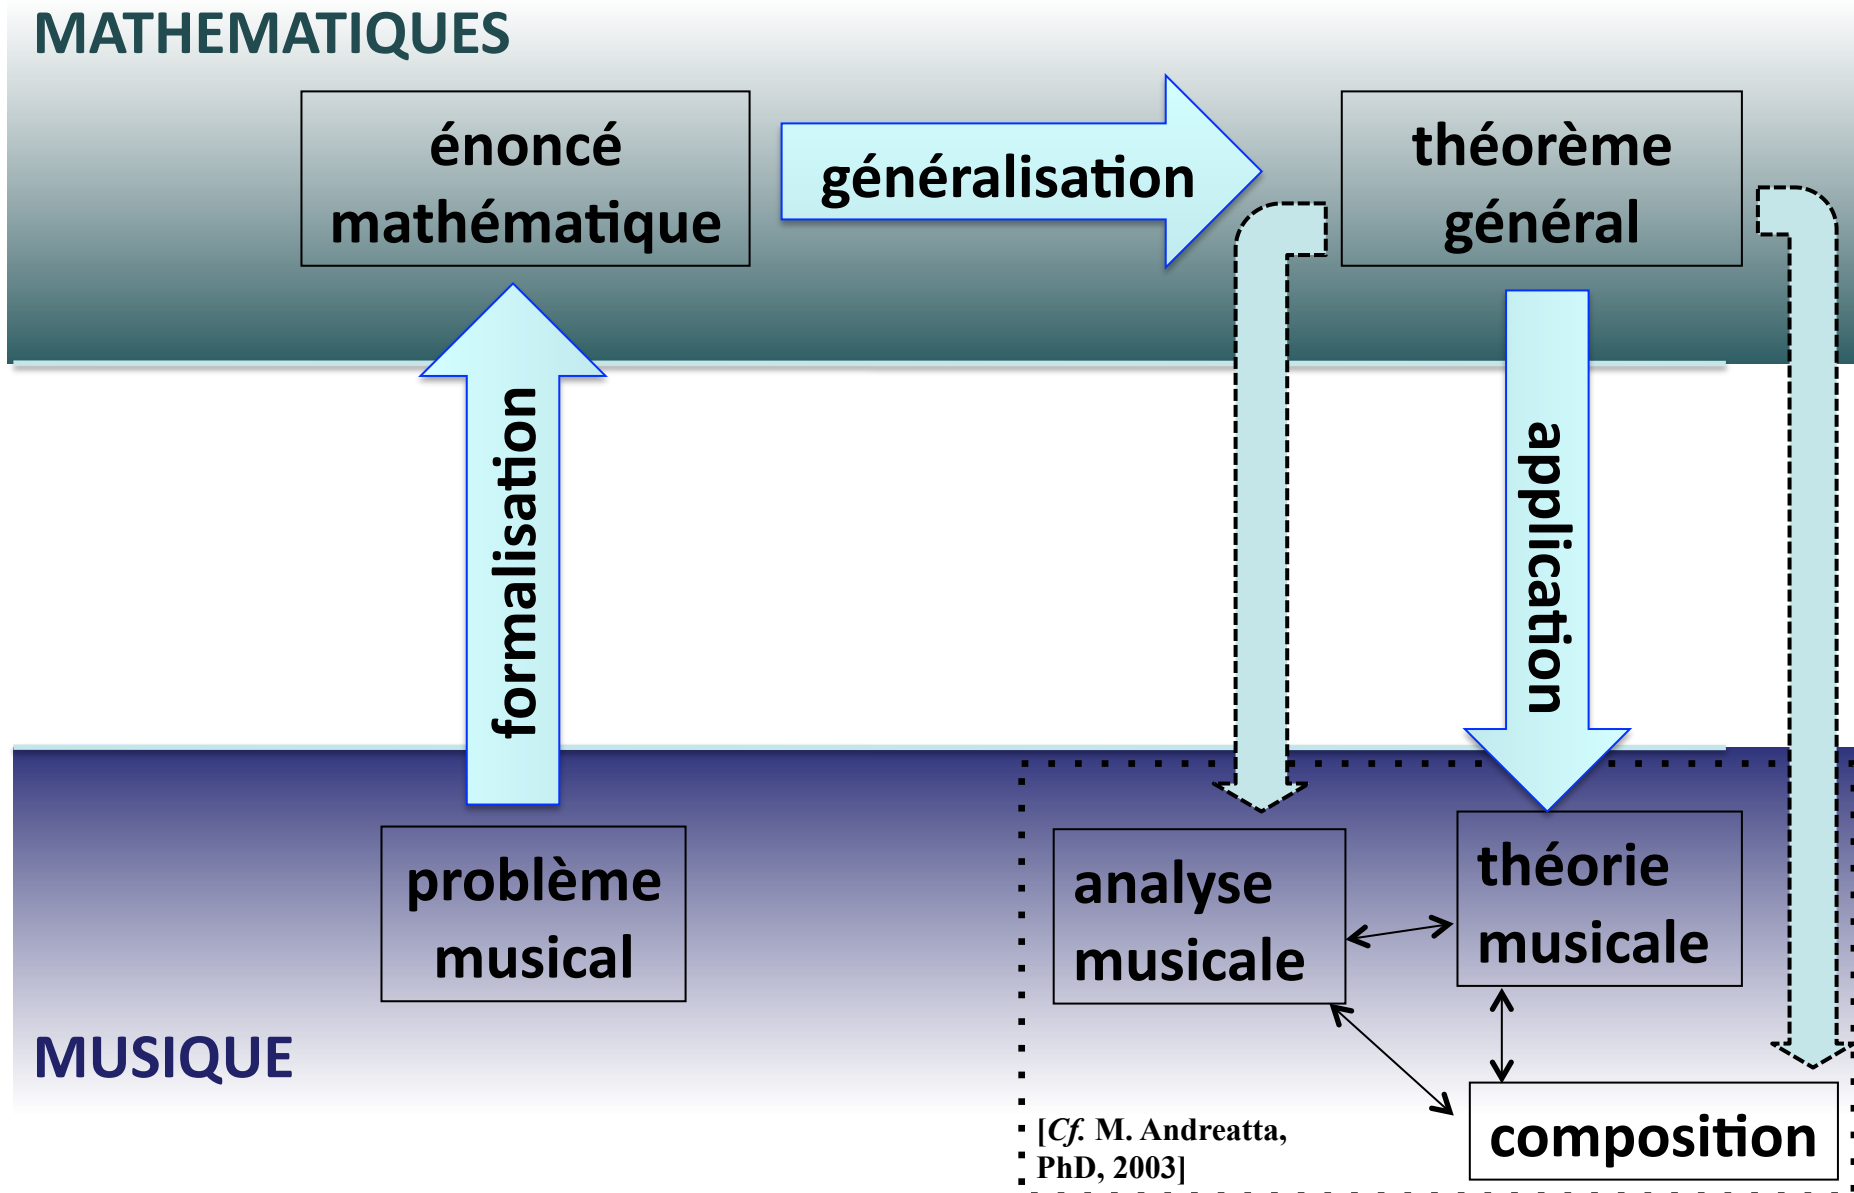 MATHEMATIQUES
énoncé
mathématique
généralisation
théorème
général
formalisation
application
problème
musical
analyse
musicale
théorie
musicale
MUSIQUE
composition
[Cf. M. Andreatta,
PhD, 2003]